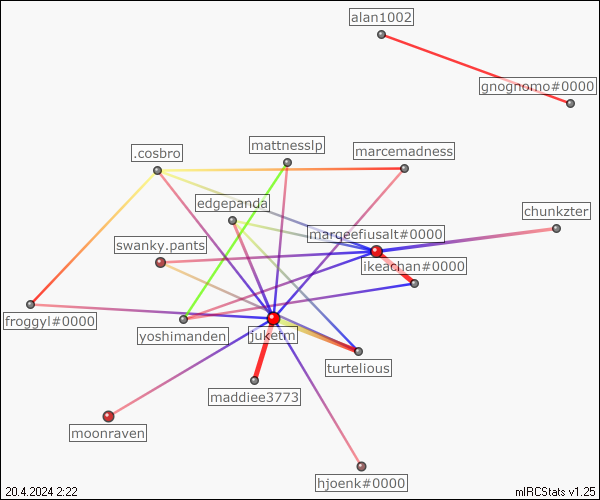 alan1002
gnognomo#0000
mattnesslp
.cosbro
marcemadness
edgepanda
chunkzter
marceefiusalt#0000
swanky.pants
ikeachan#0000
froggyl#0000
yoshimanden
juketm
turtelious
maddiee3773
moonraven
hjoenk#0000
20.4.2024 2:22
mIRCStats v1.25